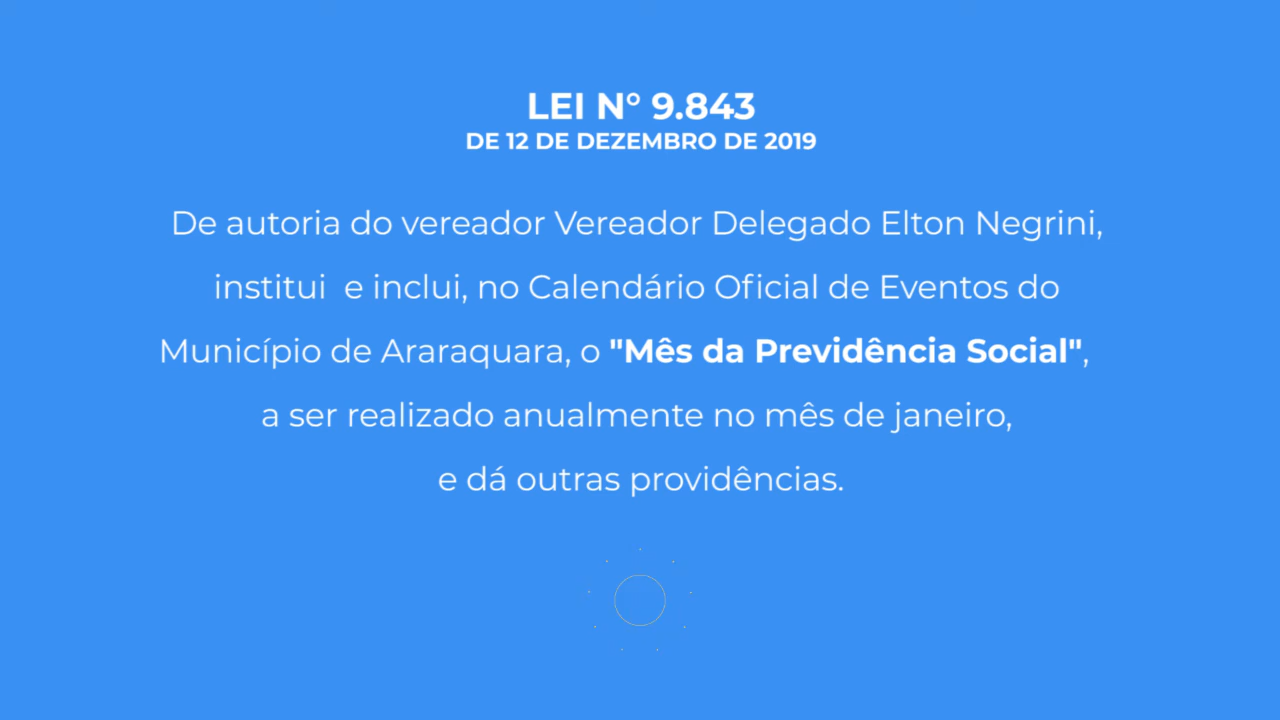 LEI N° 9.843
DE 12 DE DEZEMBRO DE 2019
De autoria do vereador Vereador Delegado Elton Negrini,
institui  e inclui, no Calendário Oficial de Eventos do
Município de Araraquara, o "Mês da Previdência Social",
a ser realizado anualmente no mês de janeiro,
e dá outras providências.